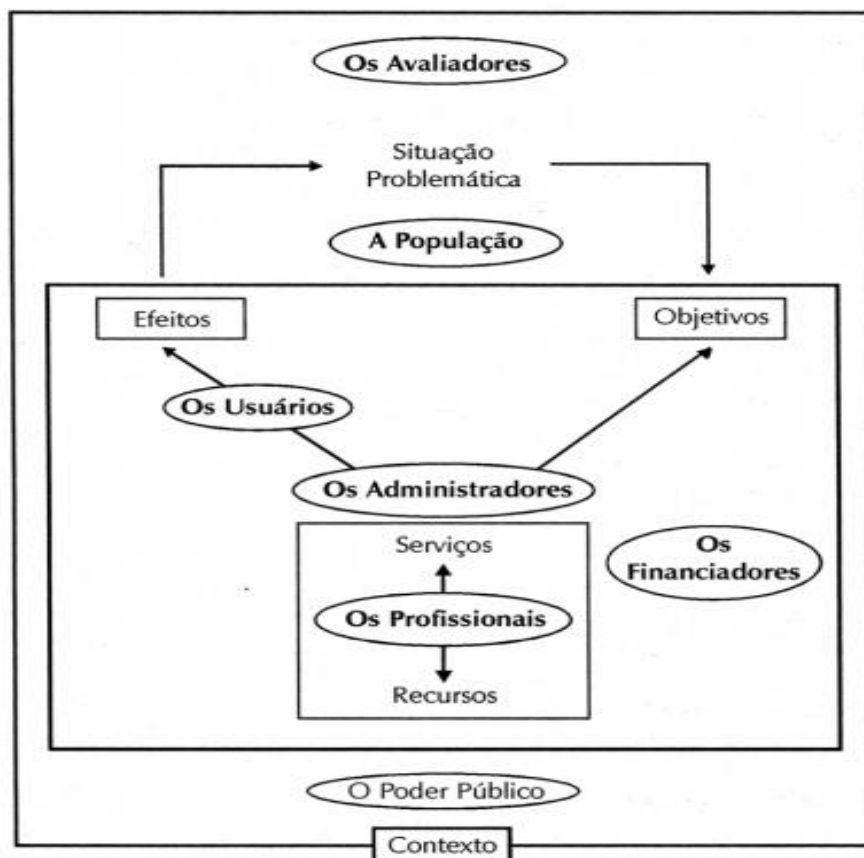 Os Avaliadores
Situação
Problemática
A População
Efeitos
Objetivos
Os Usuários
Os Administradores
Serviços
Os
Financiadores
Os Profissionais
Recursos
O Poder Público
Contexto